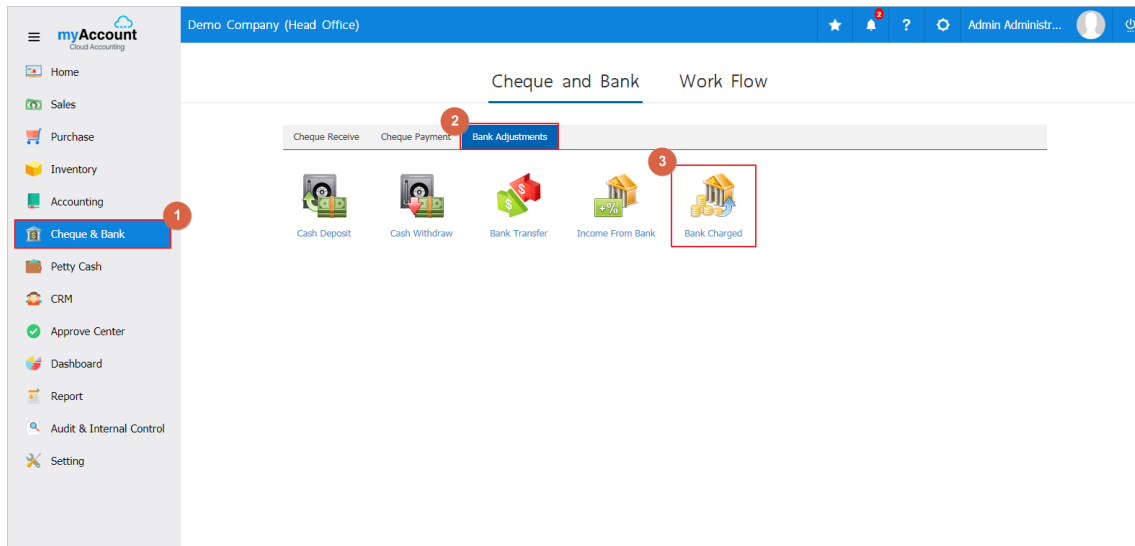 myAccount
Cloud Accounting
Demo Company (Head Office)
2
?
Admin Administr...
Home
Sales
Purchase
Inventory
Accounting
1
Cheque & Bank
Petty Cash
CRM
Approve Center
Dashboard
Report
Audit & Internal Control
Setting
Cheque and Bank Work Flow
2
Cheque Receive Cheque Payment Bank Adjustments
3
$ $ +%
Cash Deposit Cash Withdraw Bank Transfer Income From Bank Bank Charged